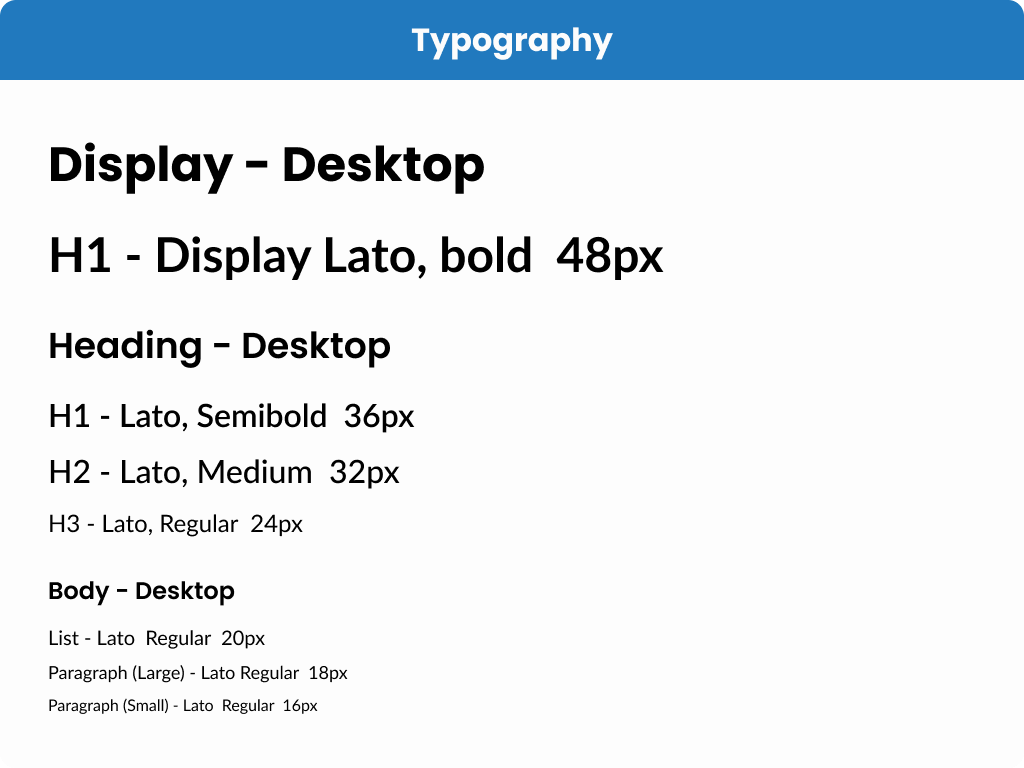 Typography
Display - Desktop
H1 - Display Lato, bold  48px
Heading - Desktop
H1 - Lato, Semibold  36px
H2 - Lato, Medium  32px
H3 - Lato, Regular  24px
Body - Desktop
List - Lato  Regular  20px
Paragraph (Large) - Lato Regular  18px
Paragraph (Small) - Lato  Regular  16px